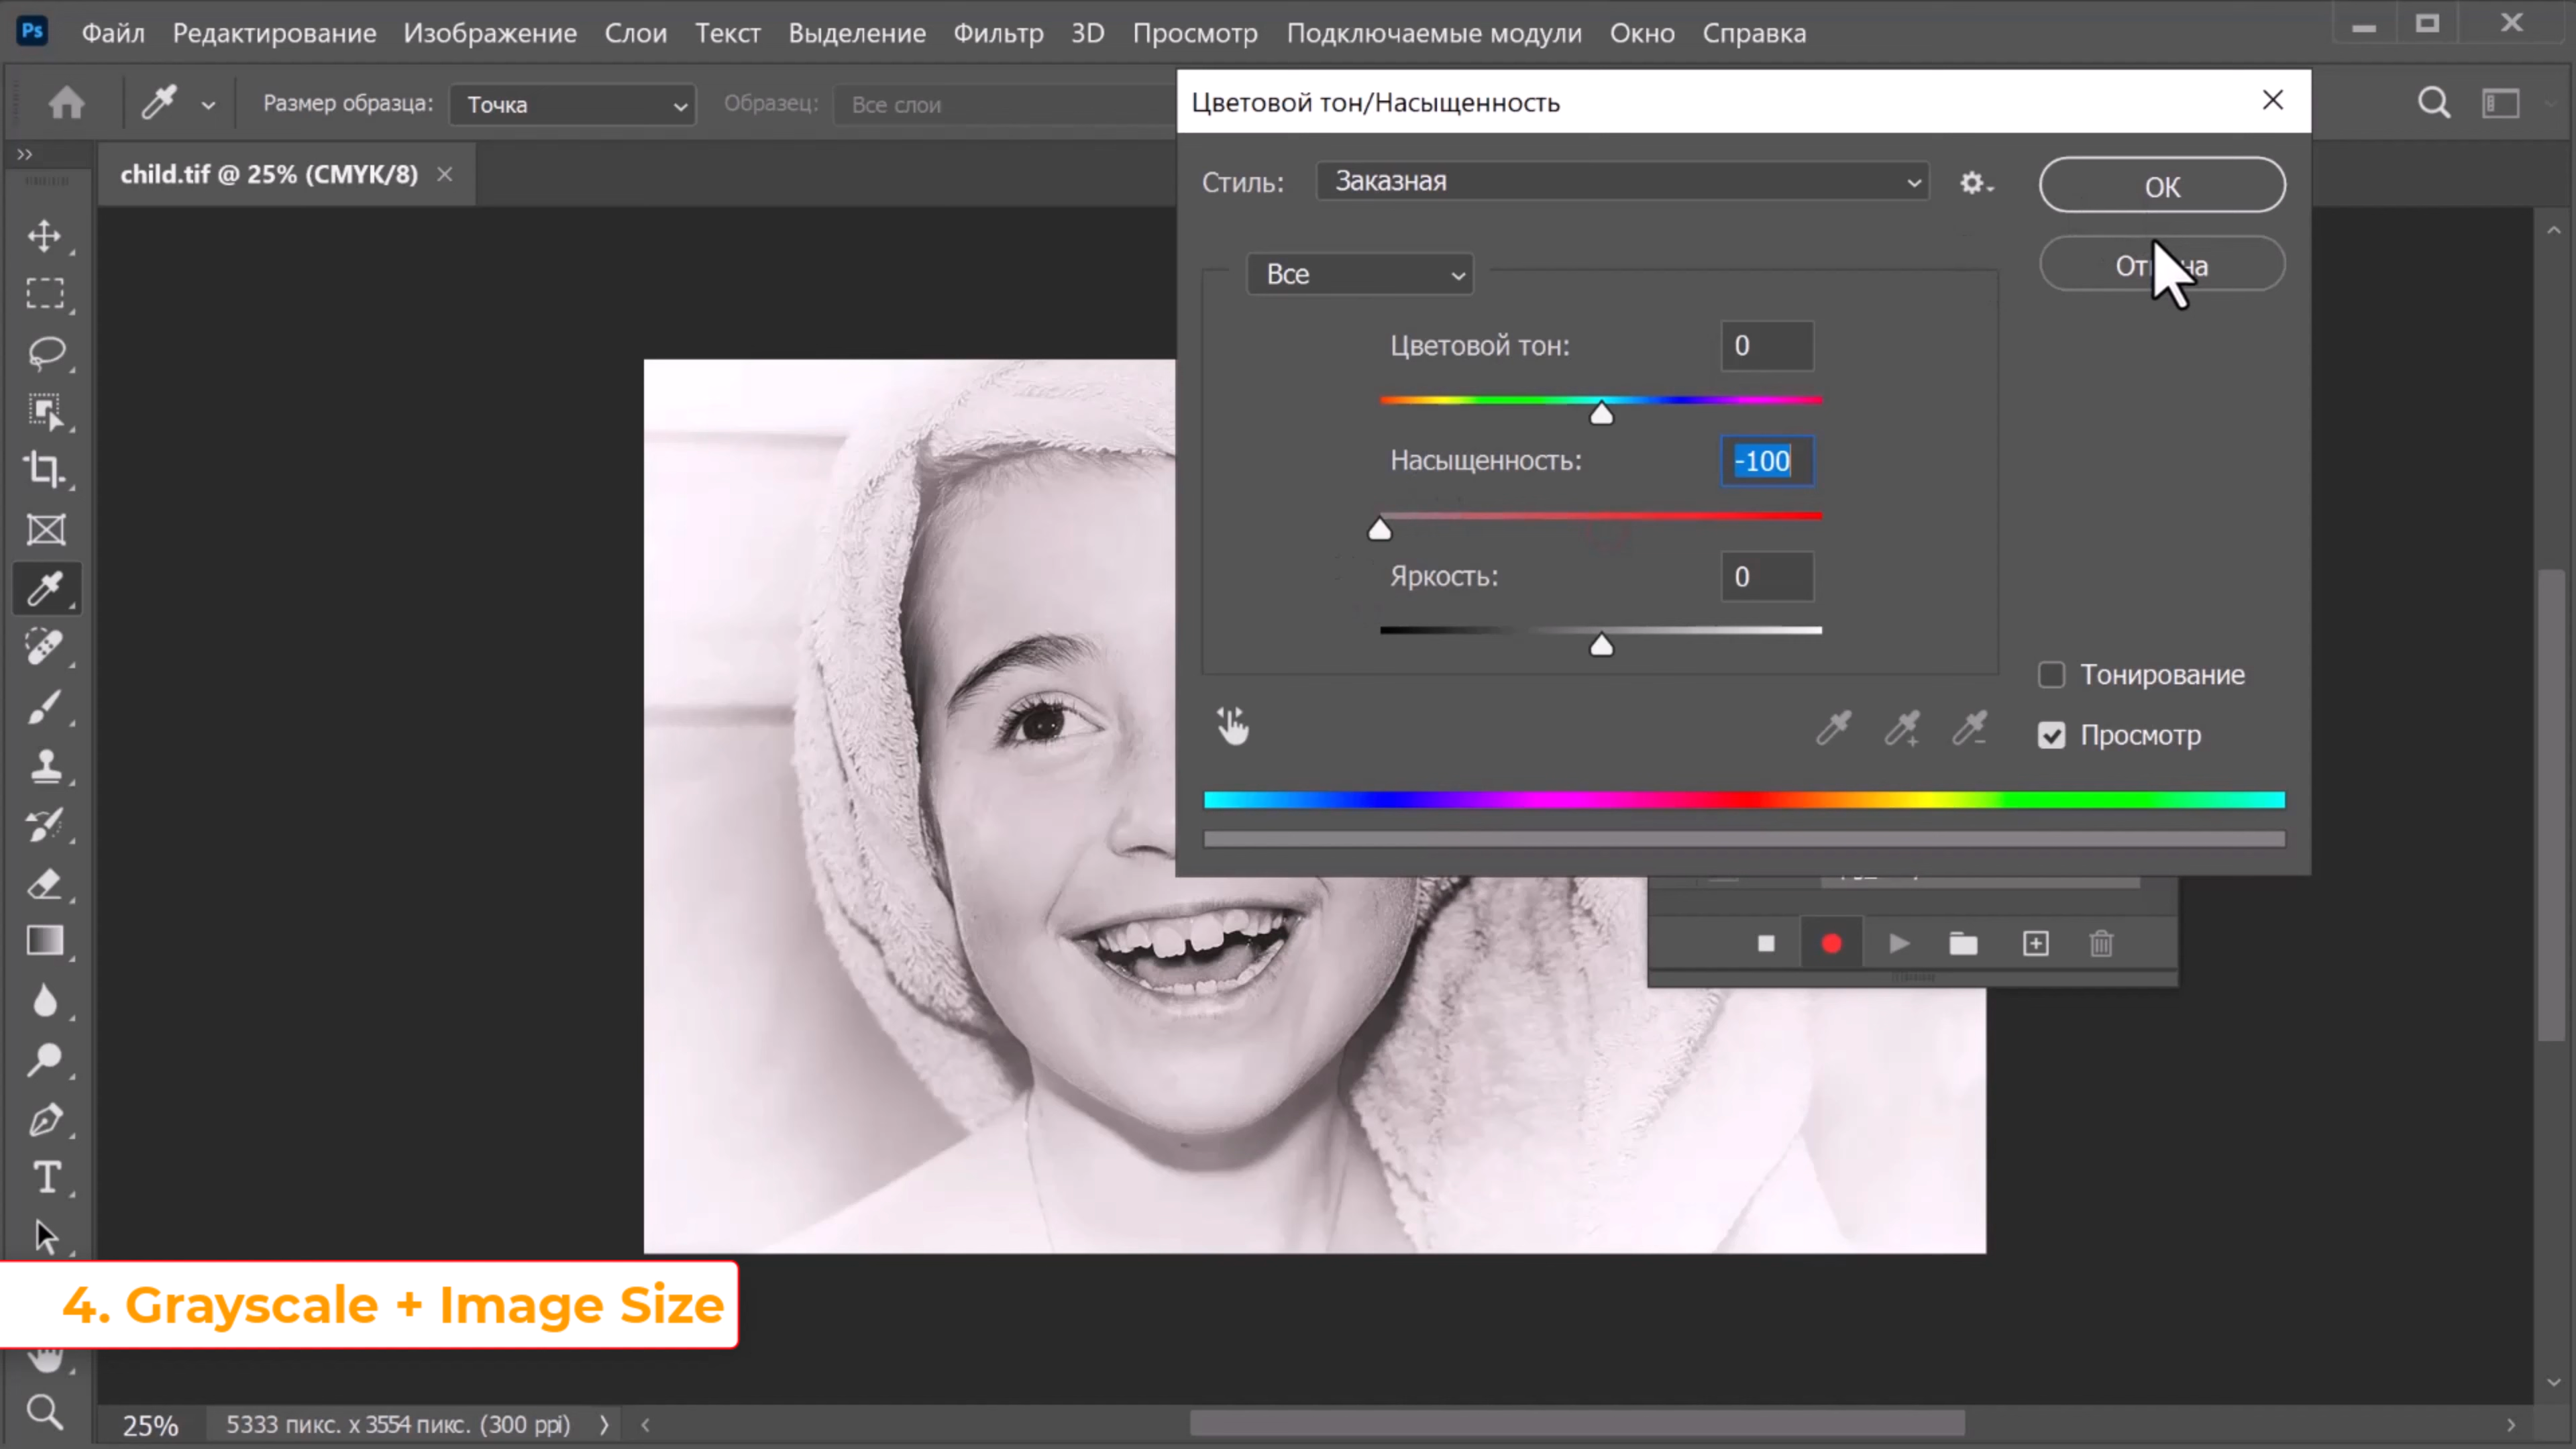 Ps Файл Редактирование Изображение Слои Текст Выделение Фильтр 3D Просмотр Подключаемые модули Окно Справка
Размер образца: Точка Образец: Все слои
child.tif @ 25% (CMYK/8)
Цветовой тон/Насыщенность
Стиль: Заказная
OK
Все
Цветовой тон: 0
Насыщенность: -100
Яркость: 0
Тонирование
Просмотр
4. Grayscale + Image Size
25% 5333 пикс. x 3554 пикс. (300 ppi)